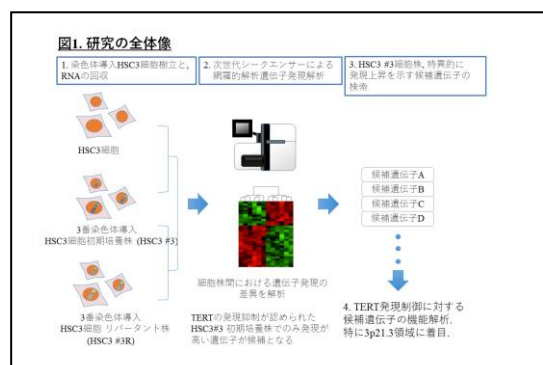 図1. 研究の全体像
1. 染色体導入HSC3細胞樹立と,
RNAの回収
2. 次世代シークエンサーによる
網羅的解析遺伝子発現解析
3. HSC3 #3細胞株, 特異的に
発現上昇を示す候補遺伝子の
検索
HSC3細胞
3番染色体導入
HSC3細胞初期培養株 (HSC3 #3)
3番染色体導入
HSC3細胞 リバータント株
(HSC3 #3R)
細胞株間における遺伝子発現の
差異を解析
TERTの発現抑制が認められた
HSC3#3 初期培養株でのみ発現が
高い遺伝子が候補となる
候補遺伝子A
候補遺伝子B
候補遺伝子C
候補遺伝子D
4. TERT発現制御に対する
候補遺伝子の機能解析.
特に3p21.3領域に着目.